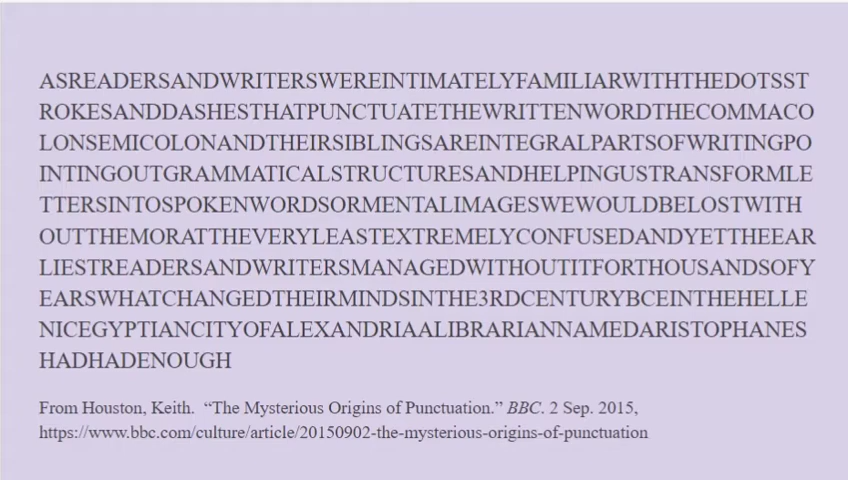 ASREADERSANDWRITERSWEREINTIMATELYFAMILIARWITHTHEDOTSST
ROKESANDDASHESTHATPUNCTUATETHEWRITTENWORDTHECOMMACO
LONSEMICOLONANDTHEIRSIBLINGSAREINTEGRALPARTSOFWRITINGPO
INTINGOUTGRAMMATICALSTRUCTURESANDHELPINGUSTRANSFORMLE
TTERSINTOSPOKENWORDSORMENTALIMAGESWEWOULDBELOSTWITH
OUTTHEMORATTHEVERYLEASTEXTREMELYCONFUSEDANDYETTHEEAR
LIESTREADERSANDWRITERSMANAGEDWITHOUTITFORTHOUSANDSOFY
EARSWHATCHANGEDTHEIRMINDSINTHE3RDCENTURYBCEINTHEHELLE
NICEGYPTIANCITYOFALEXANDRIAALIBRARIANNAMEDARISTOPHANES
HADHADENOUGH
From Houston, Keith. “The Mysterious Origins of Punctuation.” BBC. 2 Sep. 2015,
https://www.bbc.com/culture/article/20150902-the-mysterious-origins-of-punctuation